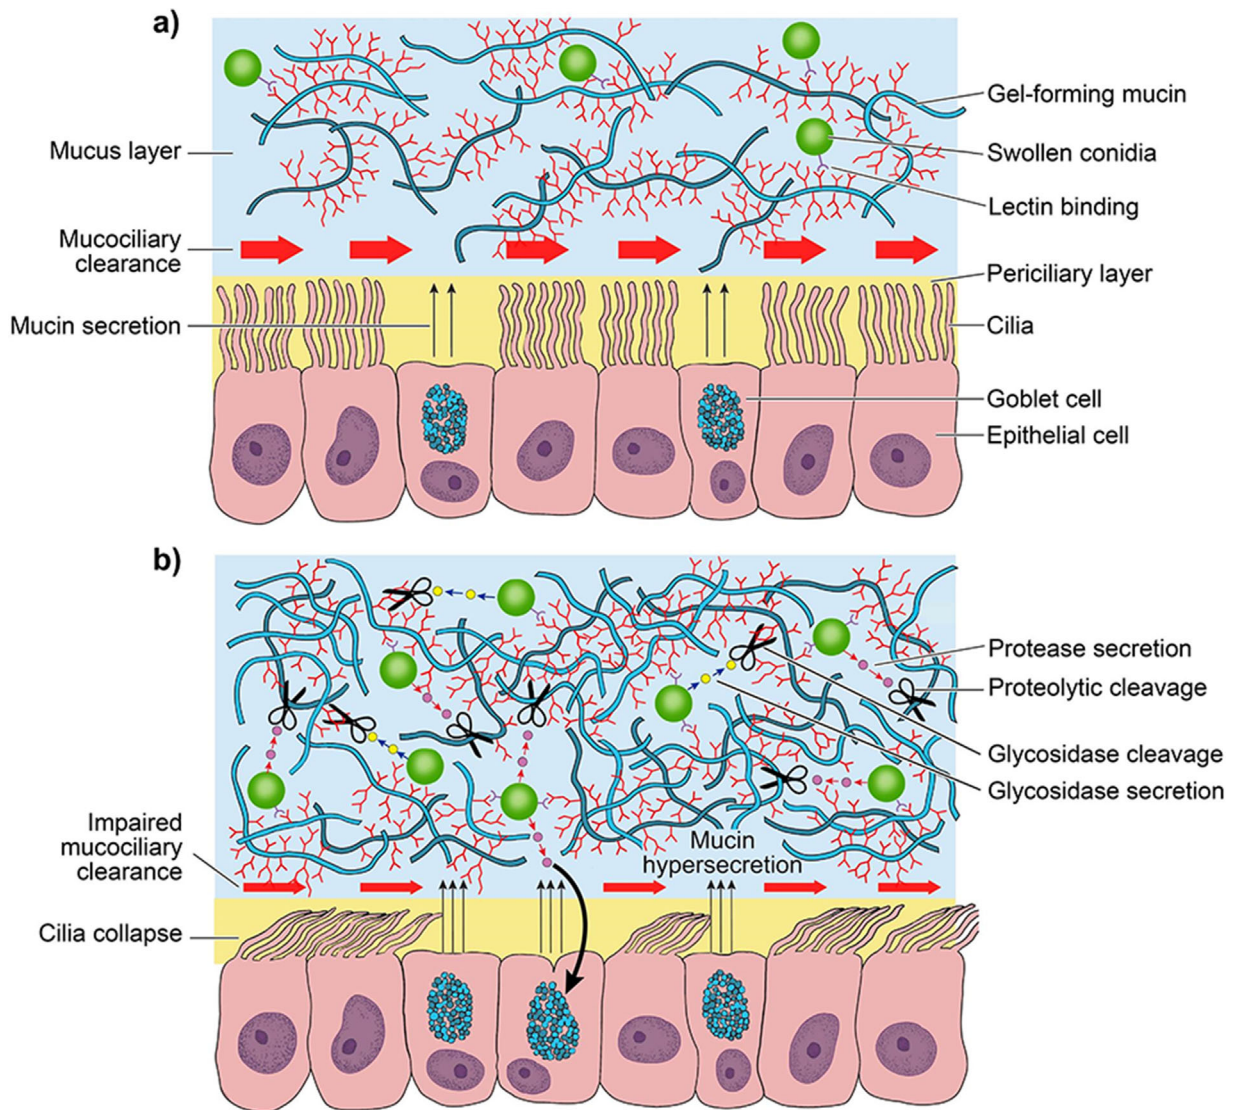 a)
Gel-forming mucin
Mucus layer
Swollen conidia
Lectin binding
Mucociliary
clearance
Periciliary layer
Mucin secretion
Cilia
Goblet cell
Epithelial cell
b)
Protease secretion
Proteolytic cleavage
Glycosidase cleavage
Glycosidase secretion
Impaired
mucociliary
clearance
Mucin
hypersecretion
Cilia collapse